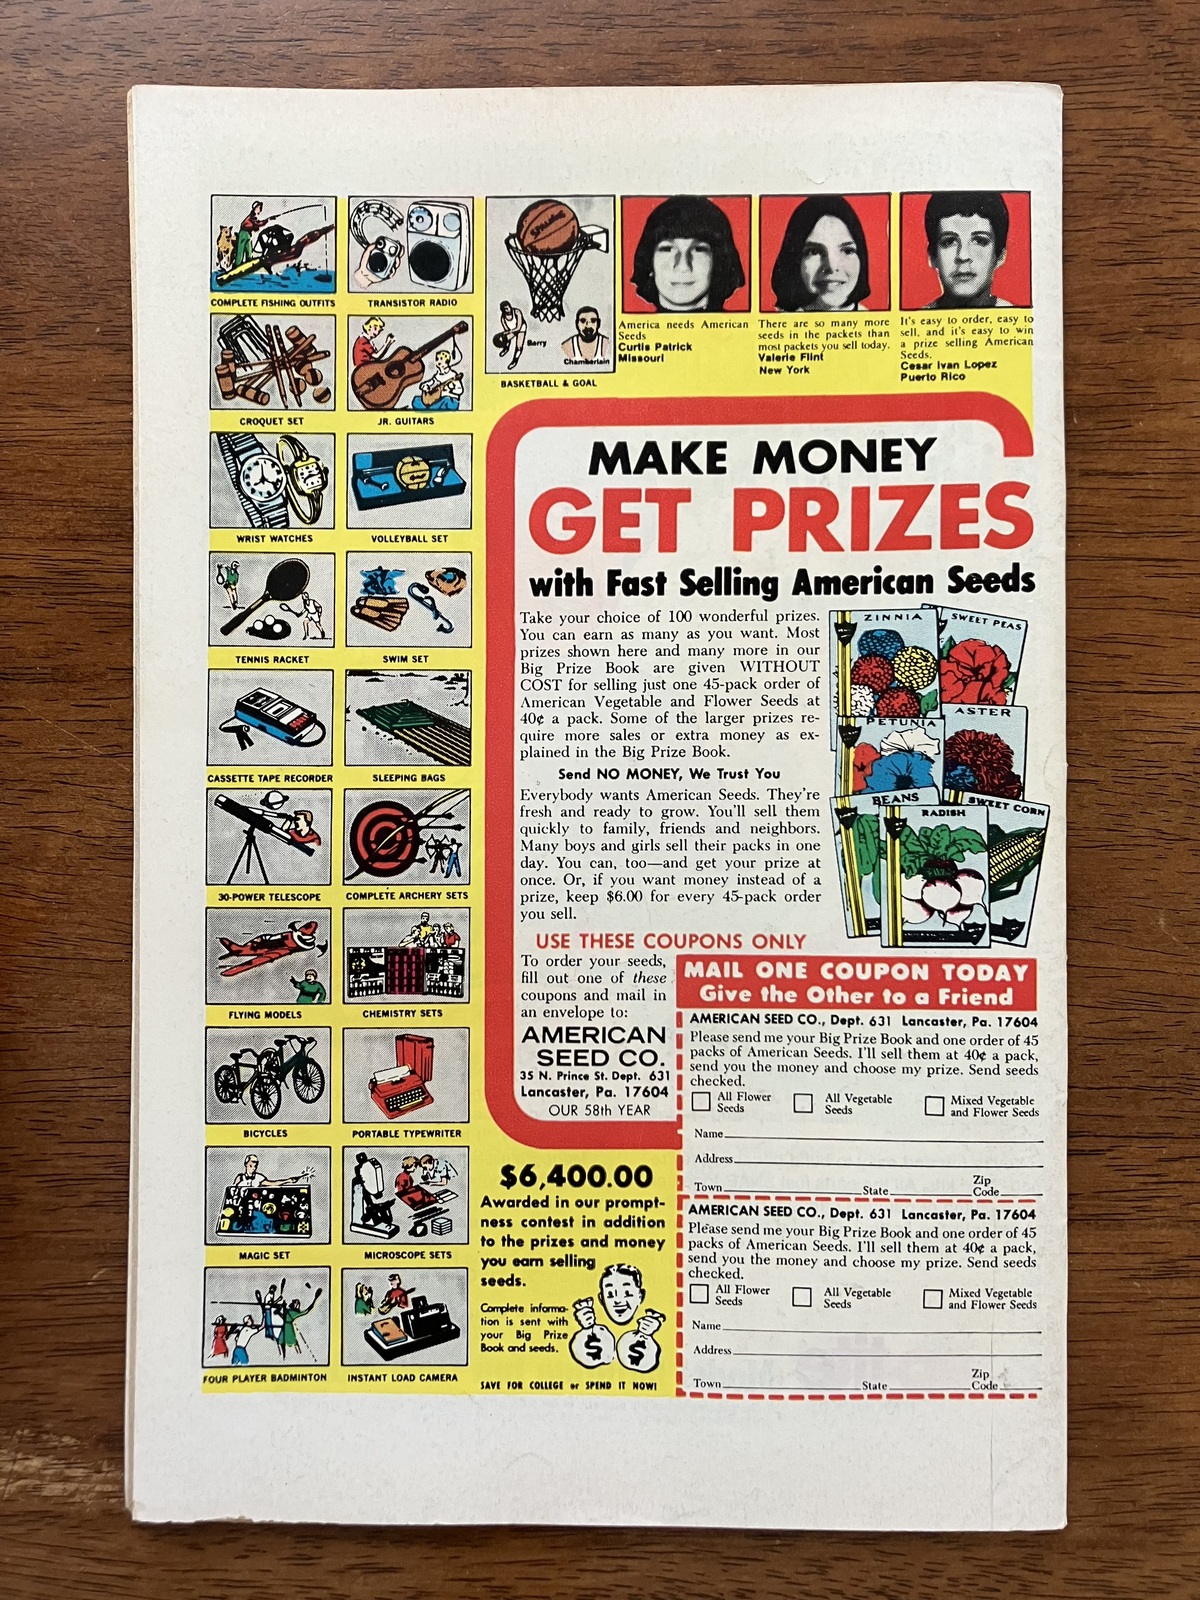 COMPLETE FISHING OUTFITS
TRANSISTOR RADIO
CROQUET SET
JR. GUITARS
WRIST WATCHES
VOLLEYBALL SET
TENNIS RACKET
SWIM SET
CASSETTE TAPE RECORDER
SLEEPING BAGS
30-POWER TELESCOPE
COMPLETE ARCHERY SETS
FLYING MODELS
CHEMISTRY SETS
BICYCLES
PORTABLE TYPEWRITER
MAGIC SET
MICROSCOPE SETS
FOUR PLAYER BADMINTON
INSTANT LOAD CAMERA
SPALDING
Barry
Chamberlain
BASKETBALL & GOAL
America needs American
Seeds
Curtis Patrick
Missouri
There are so many more
seeds in the packets than
most packets you sell today.
Valerie Flint
New York
It's easy to order, easy to
sell, and it's easy to win
a prize selling American
Seeds.
Cesar Ivan Lopez
Puerto Rico
MAKE MONEY
GET PRIZES
with Fast Selling American Seeds
Take your choice of 100 wonderful prizes.
You can earn as many as you want. Most
prizes shown here and many more in our
Big Prize Book are given WITHOUT
COST for selling just one 45-pack order of
American Vegetable and Flower Seeds at
40¢ a pack. Some of the larger prizes re-
quire more sales or extra money as ex-
plained in the Big Prize Book.
Send NO MONEY, We Trust You
Everybody wants American Seeds. They're
fresh and ready to grow. You'll sell them
quickly to family, friends and neighbors.
Many boys and girls sell their packs in one
day. You can, too—and get your prize at
once. Or, if you want money instead of a
prize, keep $6.00 for every 45-pack order
you sell.
ZINNIA
SWEET PEAS
PETUNIA
ASTER
BEANS
RADISH
SWEET CORN
USE THESE COUPONS ONLY
To order your seeds,
fill out one of these
coupons and mail in
an envelope to:
AMERICAN
SEED CO.
35 N. Prince St. Dept. 631
Lancaster, Pa. 17604
OUR 58th YEAR
$6,400.00
Awarded in our prompt-
ness contest in addition
to the prizes and money
you earn selling
seeds.
Complete informa-
tion is sent with
your Big Prize
Book and seeds.
$ $
SAVE FOR COLLEGE or SPEND IT NOW!
MAIL ONE COUPON TODAY
Give the Other to a Friend
AMERICAN SEED CO., Dept. 631 Lancaster, Pa. 17604
Please send me your Big Prize Book and one order of 45
packs of American Seeds. I'll sell them at 40¢ a pack,
send you the money and choose my prize. Send seeds
checked.
All Flower
Seeds
All Vegetable
Seeds
Mixed Vegetable
and Flower Seeds
Name
Address
Town State Zip Code
AMERICAN SEED CO., Dept. 631 Lancaster, Pa. 17604
Please send me your Big Prize Book and one order of 45
packs of American Seeds. I'll sell them at 40¢ a pack,
send you the money and choose my prize. Send seeds
checked.
All Flower
Seeds
All Vegetable
Seeds
Mixed Vegetable
and Flower Seeds
Name
Address
Town State Zip Code